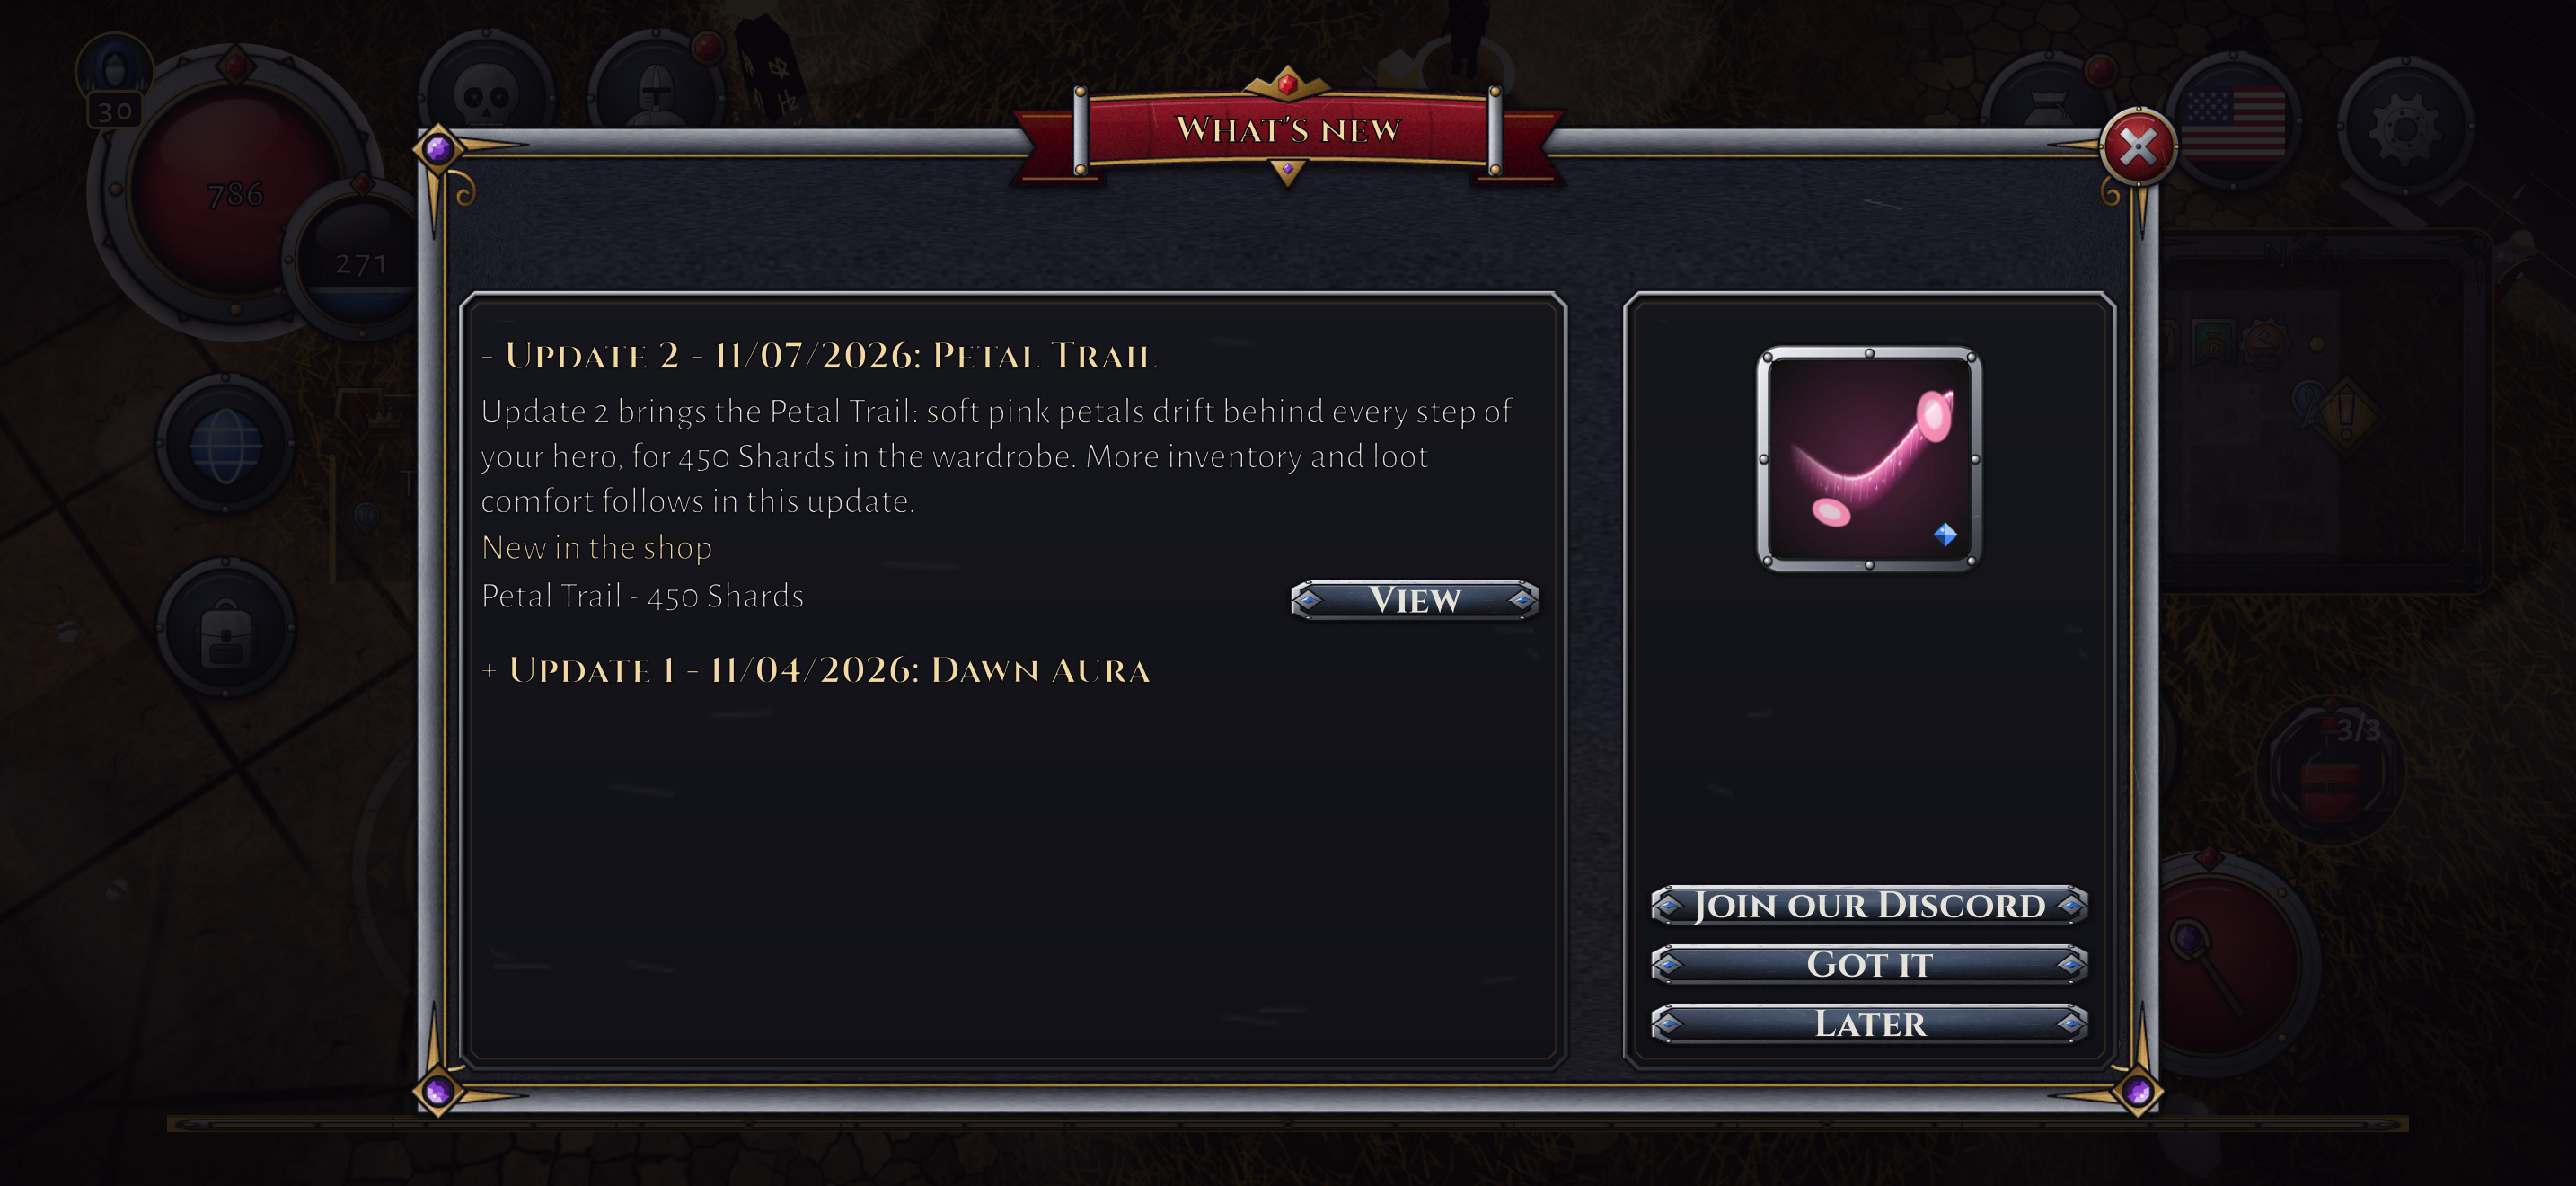 30
786
271
What's new
- Update 2 - 11/07/2026: Petal Trail
Update 2 brings the Petal Trail: soft pink petals drift behind every step of
your hero, for 450 Shards in the wardrobe. More inventory and loot
comfort follows in this update.
New in the shop
Petal Trail - 450 Shards
View
+ Update 1 - 11/04/2026: Dawn Aura
3/3
Join our Discord
Got it
Later